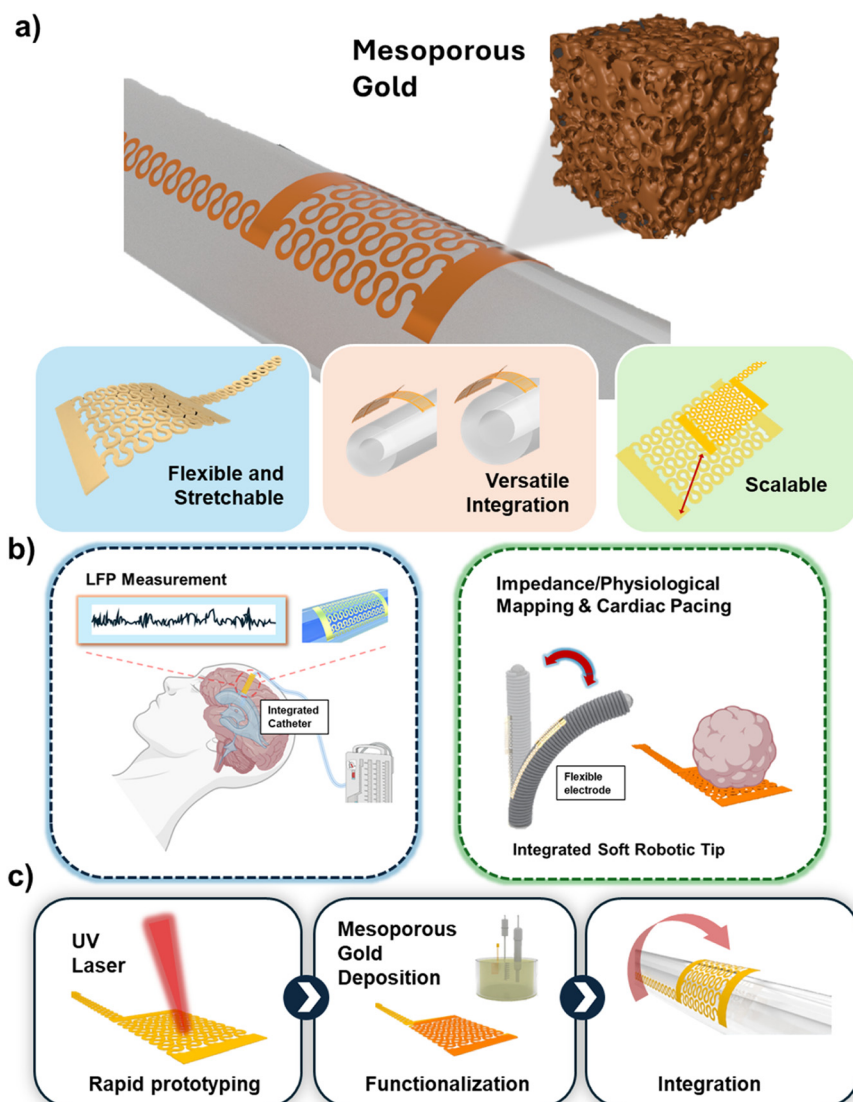 a)
Mesoporous
Gold
Flexible and
Stretchable
Versatile
Integration
Scalable
b)
LFP Measurement
Integrated
Catheter
Impedance/Physiological
Mapping & Cardiac Pacing
Flexible
electrode
Integrated Soft Robotic Tip
c)
UV
Laser
Rapid prototyping
Mesoporous
Gold
Deposition
Functionalization
Integration